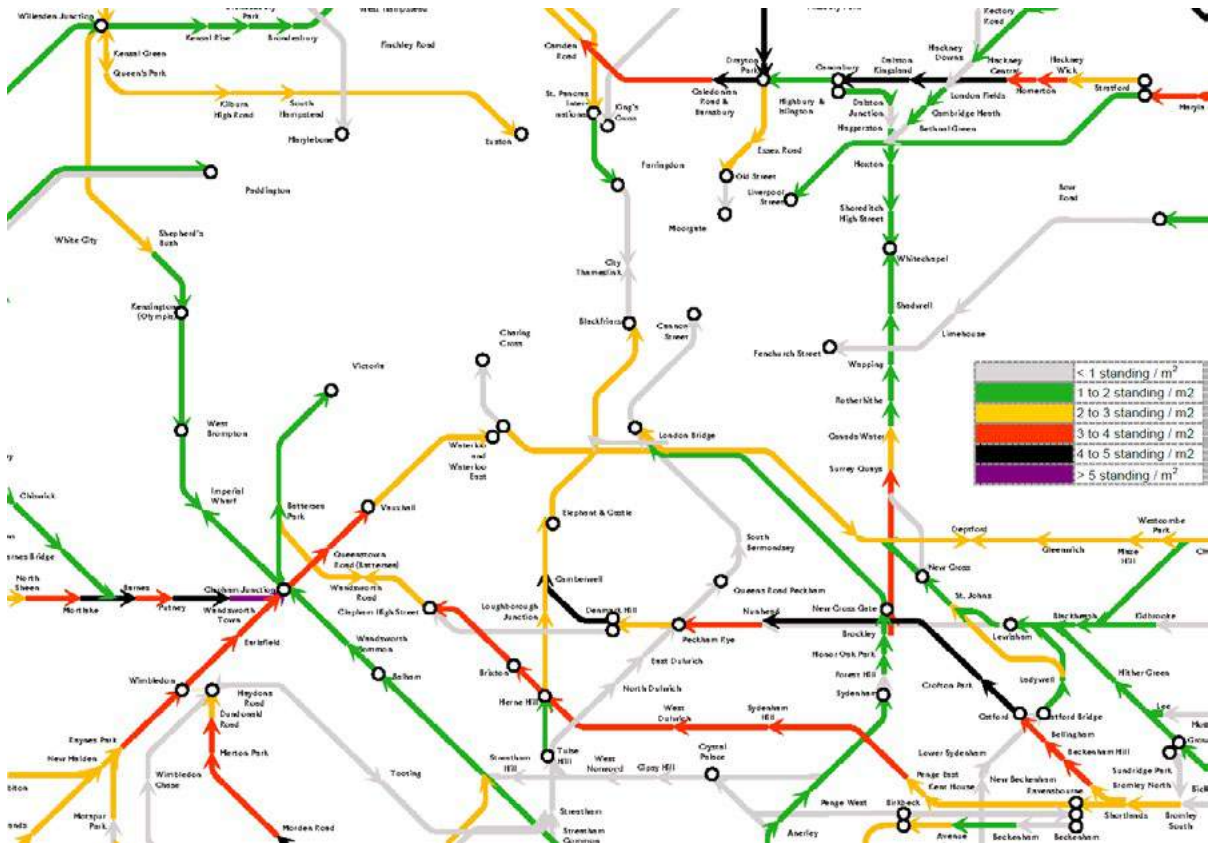 Willesden Junction
Park
West Hampstead
Kensal Green
Kensal Rise
Brondesbury
Finchley Road
Queen's Park
Kilburn
High Road
South
Hampstead
Marylebone
Euston
Camden
Road
St. Pancras
Inter-
national
King's
Cross
Caledonian
Road &
Barnsbury
Drayton
Park
Canonbury
Highbury &
Islington
Dalston
Kingsland
Dalston
Junction
Hackney
Downs
Rectory
Road
Hackney
Central
Homerton
Hackney
Wick
Stratford
London Fields
Cambridge Heath
Bethnal Green
Haggerston
Hoxton
Essex Road
Old Street
Moorgate
Liverpool
Street
Farringdon
Paddington
White City
Shepherd's
Bush
Kensington
(Olympia)
City
Thameslink
Shoreditch
High Street
Whitechapel
Bow
Road
Shadwell
Limehouse
Fenchurch Street
Blackfriars
Cannon
Street
Charing
Cross
Victoria
Wapping
Rotherhithe
Canada Water
Surrey Quays
< 1 standing / m²
1 to 2 standing / m2
2 to 3 standing / m2
3 to 4 standing / m2
4 to 5 standing / m2
> 5 standing / m²
West
Brompton
Imperial
Wharf
Waterloo
and
Waterloo
East
London Bridge
Chiswick
Battersea
Park
Vauxhall
Elephant & Castle
South
Bermondsey
Deptford
Greenwich
Maze
Hill
Westcombe
Park
North
Sheen
Mortlake
Barnes
Putney
Wandsworth
Town
Clapham Junction
Queenstown
Road (Battersea)
Wandsworth
Road
Clapham High Street
Loughborough
Junction
Camberwell
Denmark Hill
Peckham Rye
Queens Road Peckham
Nunhead
New Cross Gate
New Cross
St. Johns
Lewisham
Blackheath
Kidbrooke
Earlsfield
Wandsworth
Common
Balham
Brixton
Herne Hill
East Dulwich
North Dulwich
Brockley
Honor Oak Park
Forest Hill
Sydenham
Crofton Park
Ladywell
Hither Green
Lee
Wimbledon
Haydons
Road
Dundonald
Road
Merton Park
Morden Road
Raynes Park
New Malden
Motspur
Park
Wimbledon
Chase
Tooting
Streatham
Hill
Tulse
Hill
West
Norwood
Gipsy Hill
Crystal
Palace
West
Dulwich
Sydenham
Hill
Catford
Catford Bridge
Bellingham
Beckenham Hill
Lower Sydenham
New Beckenham
Ravensbourne
Penge East
Kent House
Sundridge Park
Bromley North
Shortlands
Bromley
South
Streatham
Streatham
Common
Penge West
Anerley
Birkbeck
Avenue
Beckenham
Beckenham